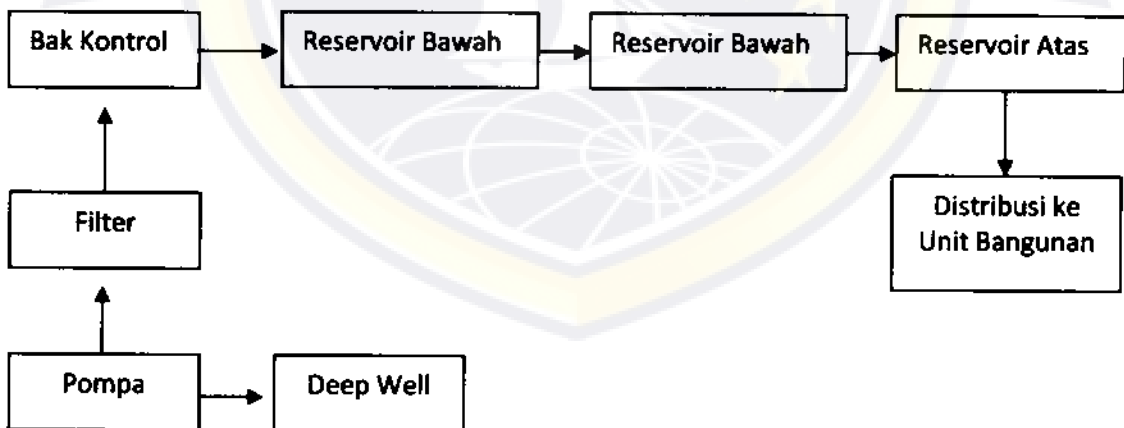 Bak Kontrol
Reservoir Bawah
Reservoir Bawah
Reservoir Atas
Filter
Distribusi ke
Unit Bangunan
Pompa
Deep Well